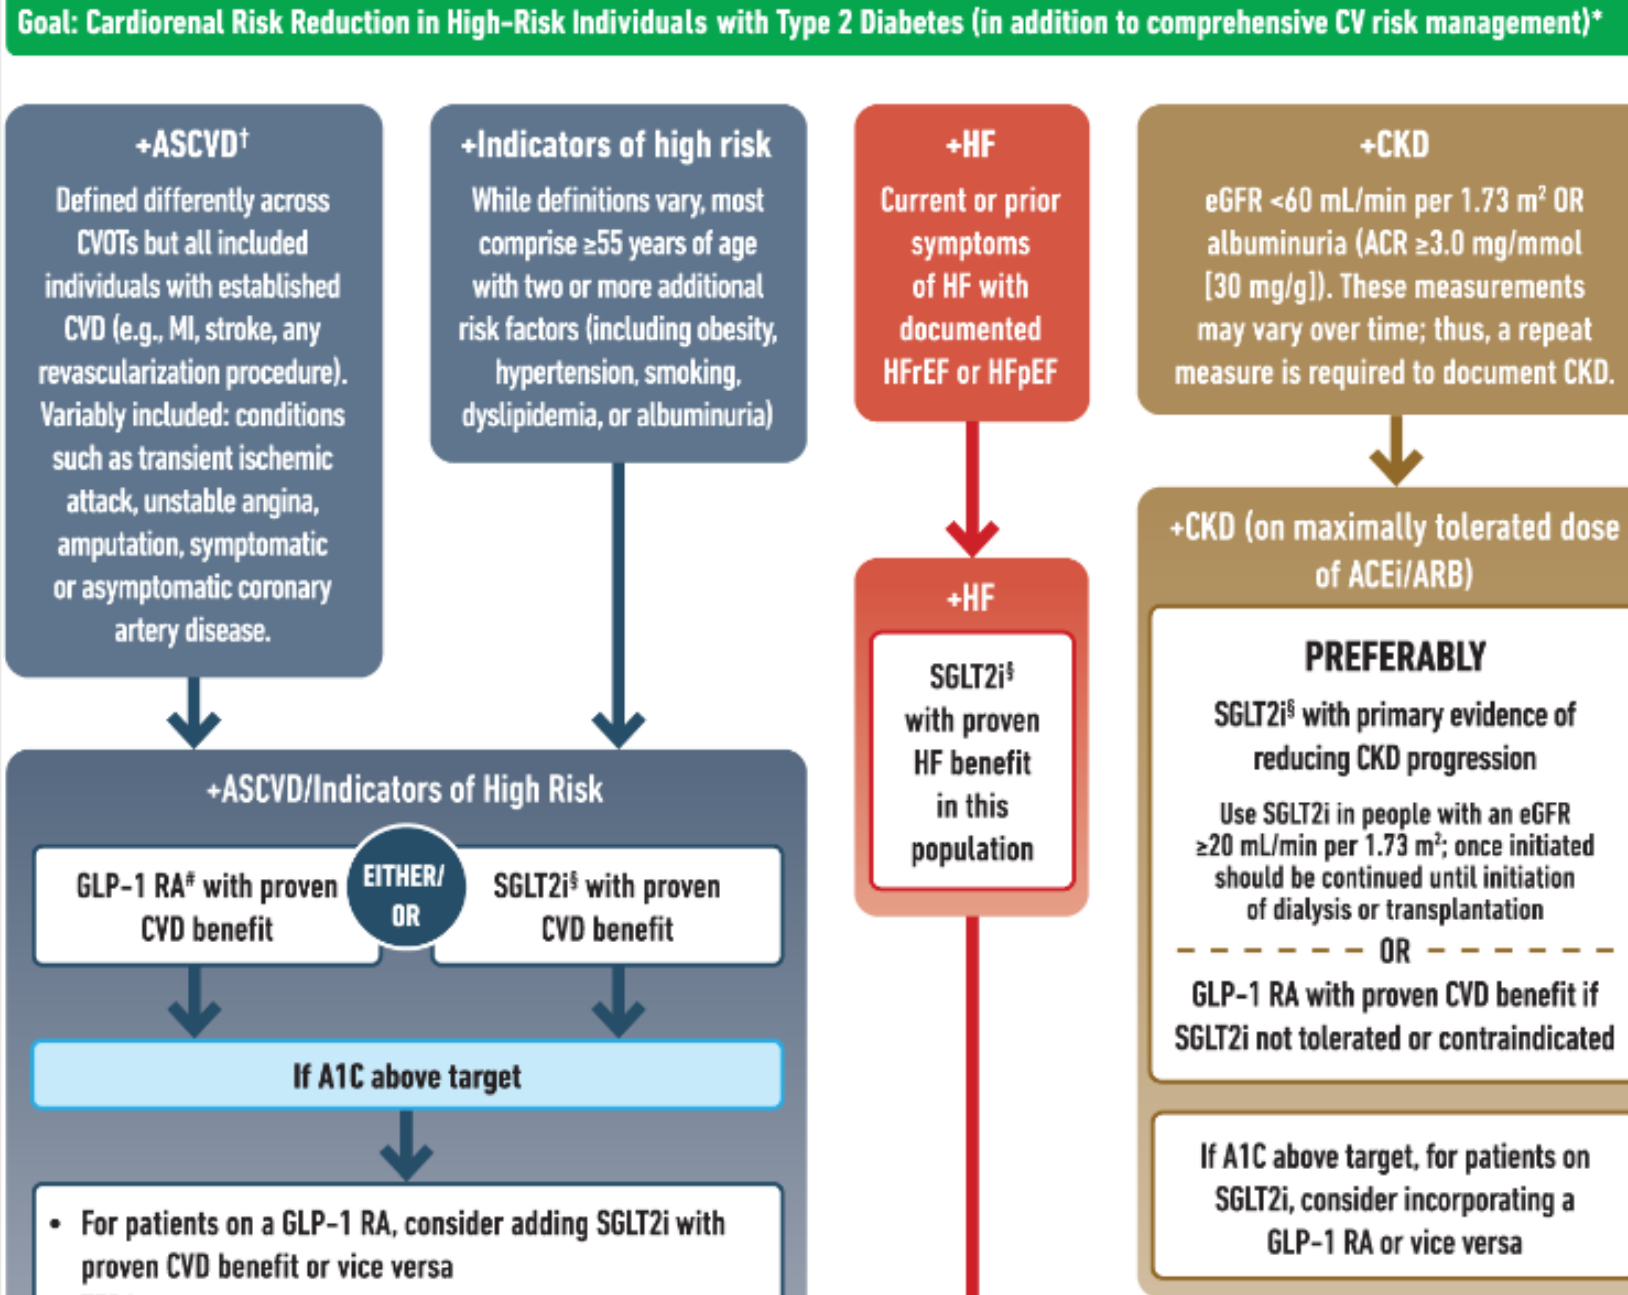 Goal: Cardiorenal Risk Reduction in High-Risk Individuals with Type 2 Diabetes (in addition to comprehensive CV risk management)*
+ASCVD†
Defined differently across
CVOTs but all included
individuals with established
CVD (e.g., MI, stroke, any
revascularization procedure).
Variably included: conditions
such as transient ischemic
attack, unstable angina,
amputation, symptomatic
or asymptomatic coronary
artery disease.
+Indicators of high risk
While definitions vary, most
comprise ≥55 years of age
with two or more additional
risk factors (including obesity,
hypertension, smoking,
dyslipidemia, or albuminuria)
+HF
Current or prior
symptoms
of HF with
documented
HFrEF or HFpEF
+CKD
eGFR <60 mL/min per 1.73 m² OR
albuminuria (ACR ≥3.0 mg/mmol
[30 mg/g]). These measurements
may vary over time; thus, a repeat
measure is required to document CKD.
+ASCVD/Indicators of High Risk
GLP-1 RA# with proven
CVD benefit
EITHER/
OR
SGLT2i§ with proven
CVD benefit
If A1C above target
• For patients on a GLP-1 RA, consider adding SGLT2i with
proven CVD benefit or vice versa
+HF
SGLT2i§
with proven
HF benefit
in this
population
+CKD (on maximally tolerated dose
of ACEi/ARB)
PREFERABLY
SGLT2i§ with primary evidence of
reducing CKD progression
Use SGLT2i in people with an eGFR
≥20 mL/min per 1.73 m²; once initiated
should be continued until initiation
of dialysis or transplantation
OR
GLP-1 RA with proven CVD benefit if
SGLT2i not tolerated or contraindicated
If A1C above target, for patients on
SGLT2i, consider incorporating a
GLP-1 RA or vice versa